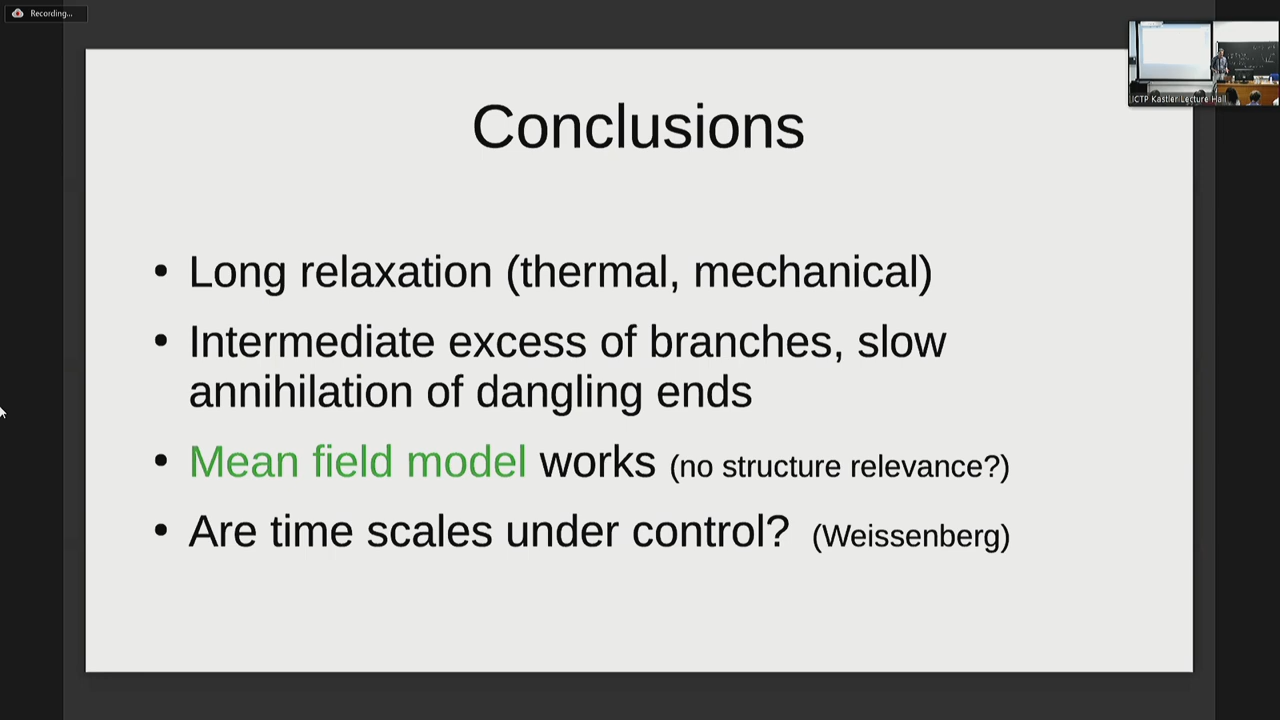 Recording...
ICTP Kastler Lecture Hall
Conclusions
• Long relaxation (thermal, mechanical)
• Intermediate excess of branches, slow
annihilation of dangling ends
• Mean field model works (no structure relevance?)
• Are time scales under control? (Weissenberg)